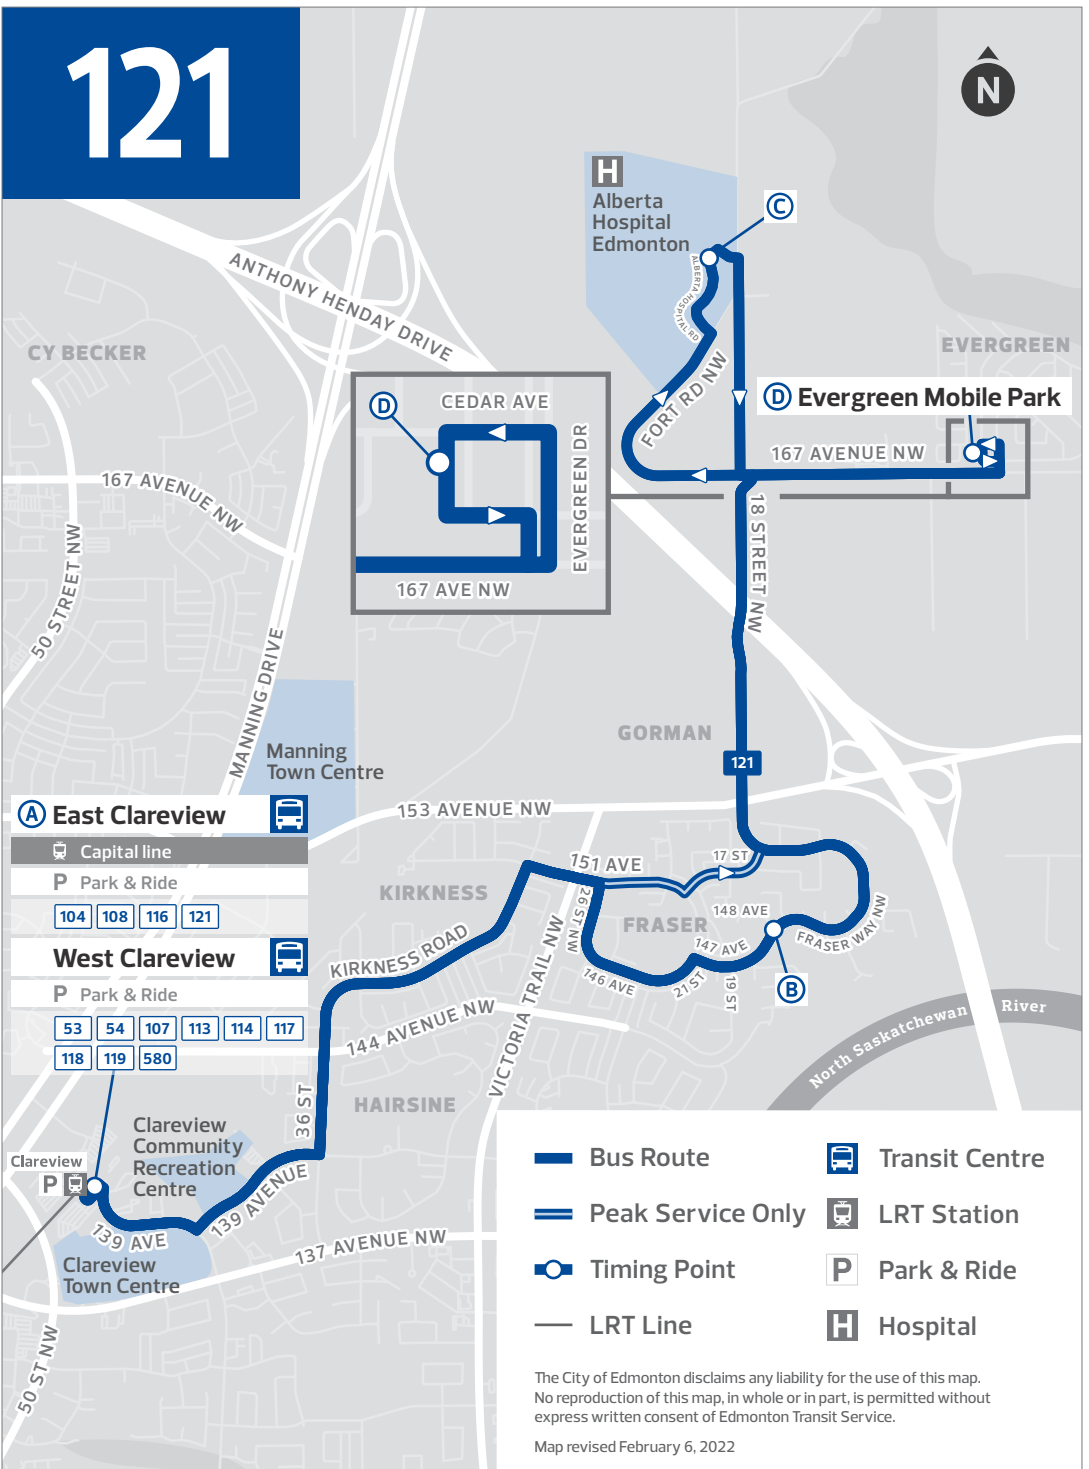 121
N
H
Alberta
Hospital
Edmonton
C
ALBERTA HOSPITAL RD
ANTHONY HENDAY DRIVE
CY BECKER
EVERGREEN
FORT RD NW
D Evergreen Mobile Park
D
CEDAR AVE
EVERGREEN DR
167 AVE NW
167 AVENUE NW
167 AVENUE NW
18 STREET NW
50 STREET NW
MANNING DRIVE
GORMAN
121
Manning
Town Centre
153 AVENUE NW
A East Clareview
Capital line
P Park & Ride
104 108 116 121
West Clareview
P Park & Ride
53 54 107 113 114 117
118 119 580
151 AVE
17 ST
KIRKNESS
26 ST NW
FRASER
148 AVE
147 AVE
FRASER WAY NW
KIRKNESS ROAD
146 AVE
21 ST
19 ST
B
VICTORIA TRAIL NW
144 AVENUE NW
North Saskatchewan River
36 ST
HAIRSINE
Clareview
Community
Recreation
Centre
Clareview
P
139 AVE
139 AVENUE
137 AVENUE NW
Clareview
Town Centre
50 ST NW
Bus Route
Peak Service Only
Timing Point
LRT Line
Transit Centre
LRT Station
P Park & Ride
H Hospital
The City of Edmonton disclaims any liability for the use of this map.
No reproduction of this map, in whole or in part, is permitted without
express written consent of Edmonton Transit Service.
Map revised February 6, 2022